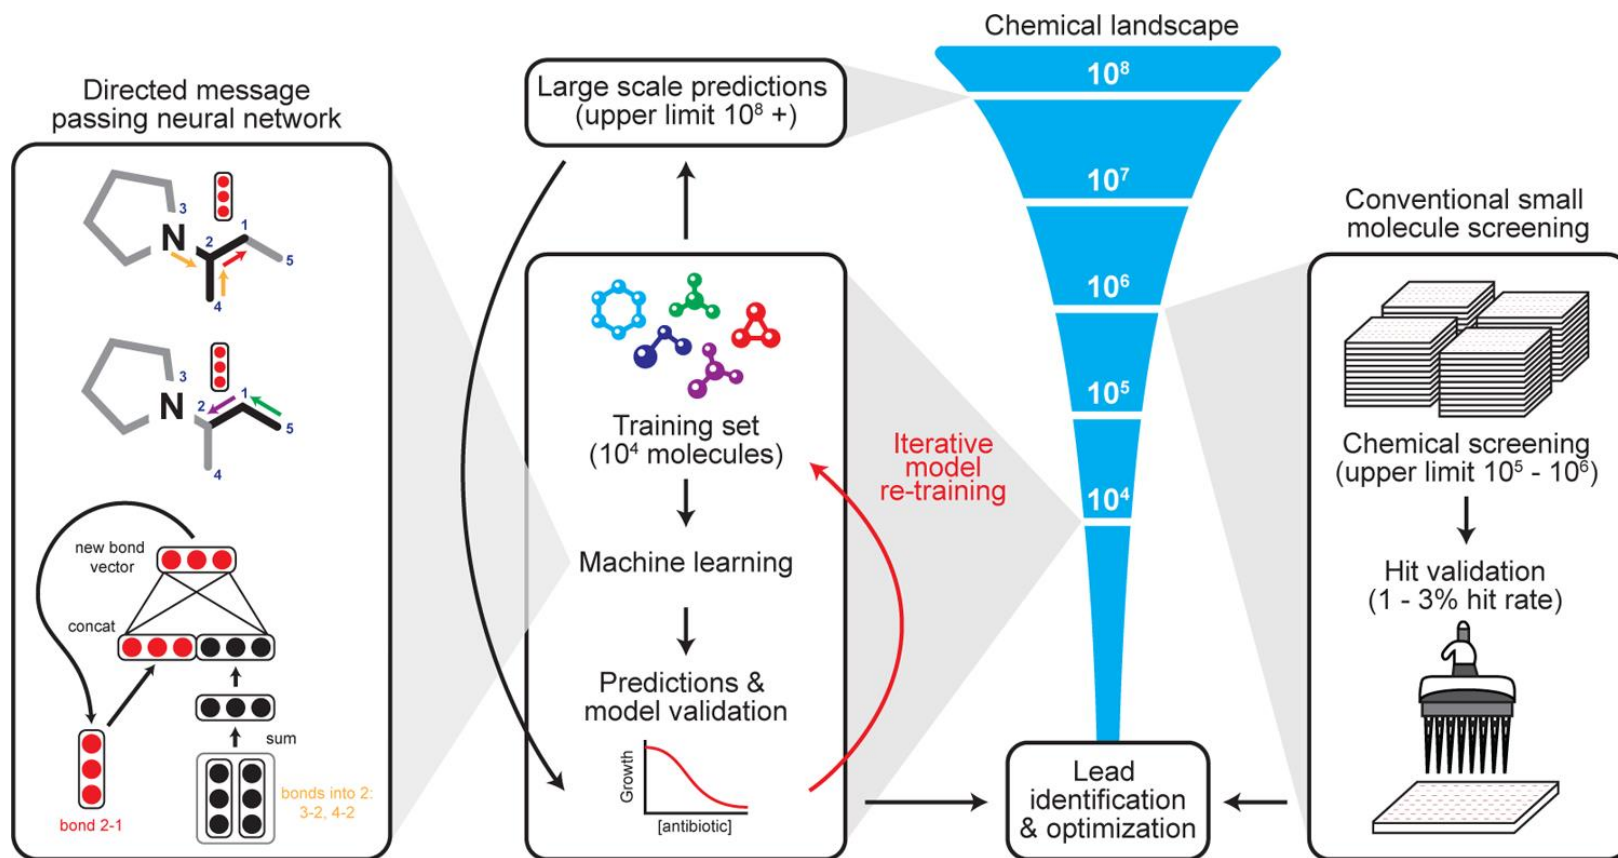 Directed message
passing neural network
3
N
2
1
5
4
3
N
2
1
5
4
new bond
vector
concat
sum
bond 2-1
bonds into 2:
3-2, 4-2
Large scale predictions
(upper limit 10⁸ +)
Training set
(10⁴ molecules)
Machine learning
Predictions &
model validation
Growth
[antibiotic]
Iterative
model
re-training
Chemical landscape
10⁸
10⁷
10⁶
10⁵
10⁴
Lead
identification
& optimization
Conventional small
molecule screening
Chemical screening
(upper limit 10⁵ - 10⁶)
Hit validation
(1 - 3% hit rate)